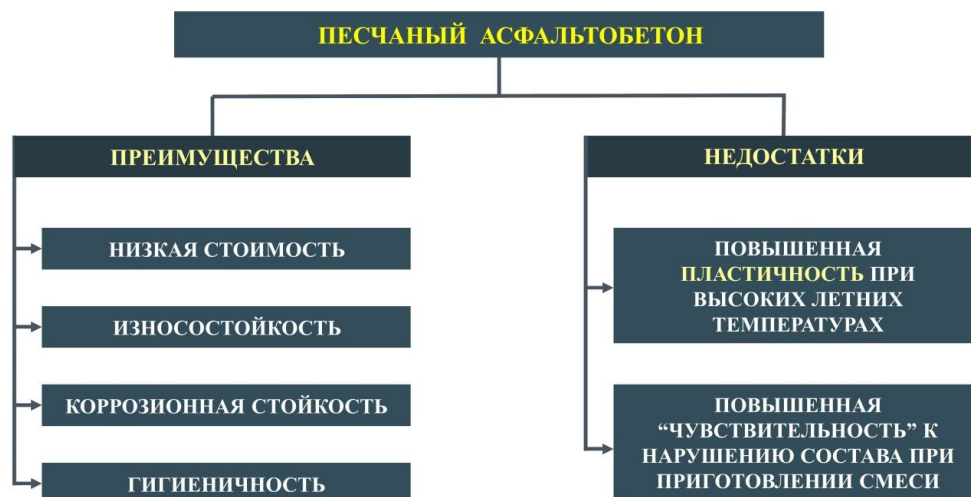 ПЕСЧАНЫЙ АСФАЛЬТОБЕТОН
ПРЕИМУЩЕСТВА
НИЗКАЯ СТОИМОСТЬ
ИЗНОСОСТОЙКОСТЬ
КОРРОЗИОННАЯ СТОЙКОСТЬ
ГИГИЕНИЧНОСТЬ
НЕДОСТАТКИ
ПОВЫШЕННАЯ
ПЛАСТИЧНОСТЬ ПРИ
ВЫСОКИХ ЛЕТНИХ
ТЕМПЕРАТУРАХ
ПОВЫШЕННАЯ
“ЧУВСТВИТЕЛЬНОСТЬ” К
НАРУШЕНИЮ СОСТАВА ПРИ
ПРИГОТОВЛЕНИИ СМЕСИ